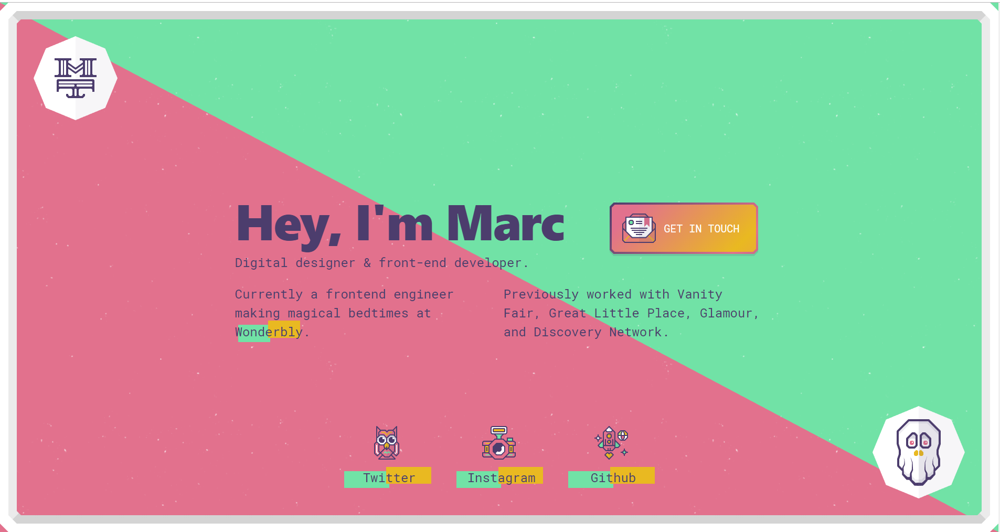 MT
Hey, I'm Marc
GET IN TOUCH
Digital designer & front-end developer.
Currently a frontend engineer
making magical bedtimes at
Wonderbly.
Previously worked with Vanity
Fair, Great Little Place, Glamour,
and Discovery Network.
Twitter
Instagram
Github